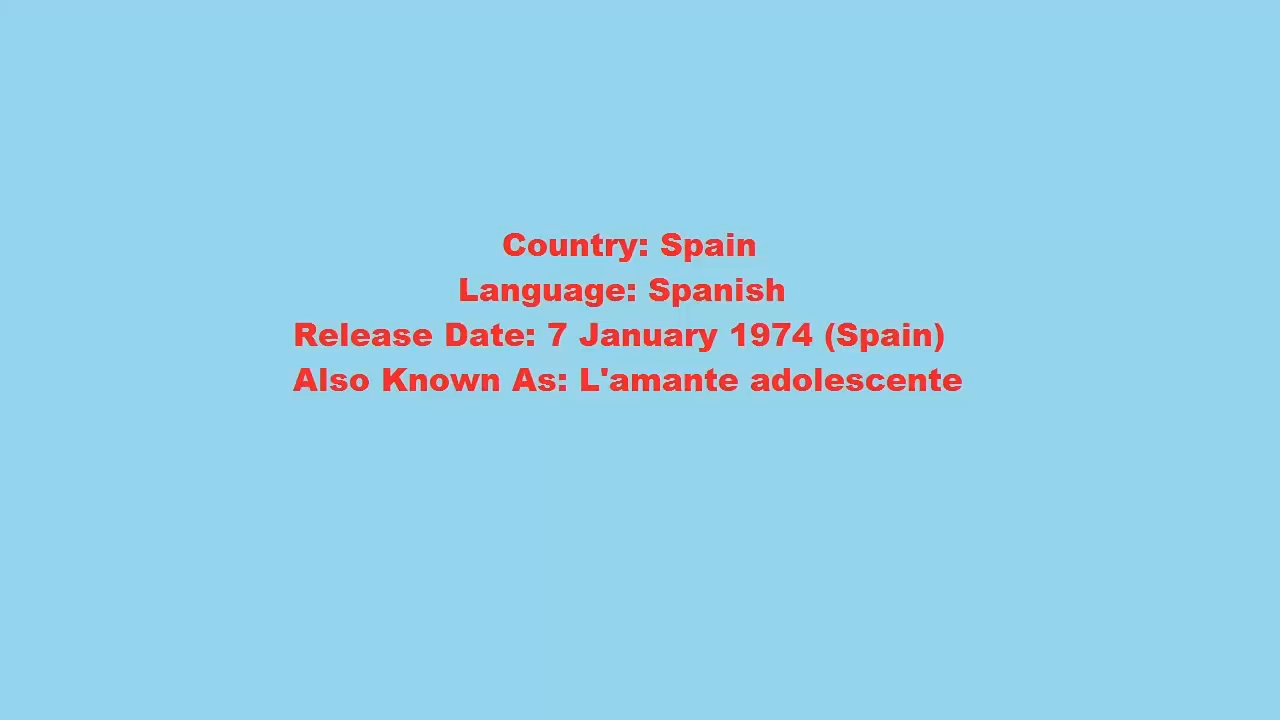 Country: Spain
Language: Spanish
Release Date: 7 January 1974 (Spain)
Also Known As: L'amante adolescente